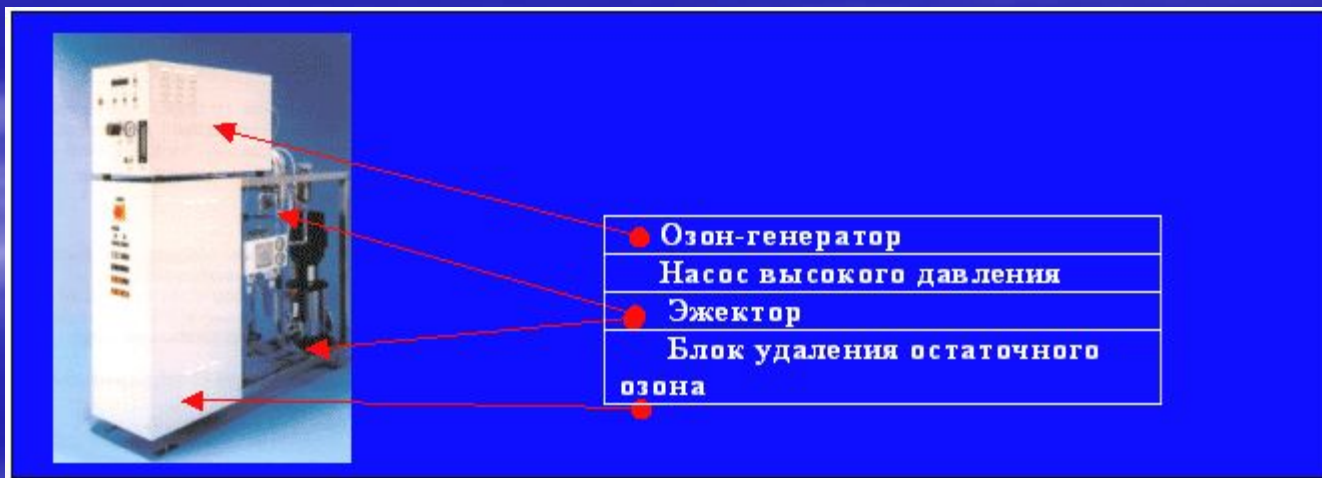 Озон-генератор
Насос высокого давления
Эжектор
Блок удаления остаточного
озона